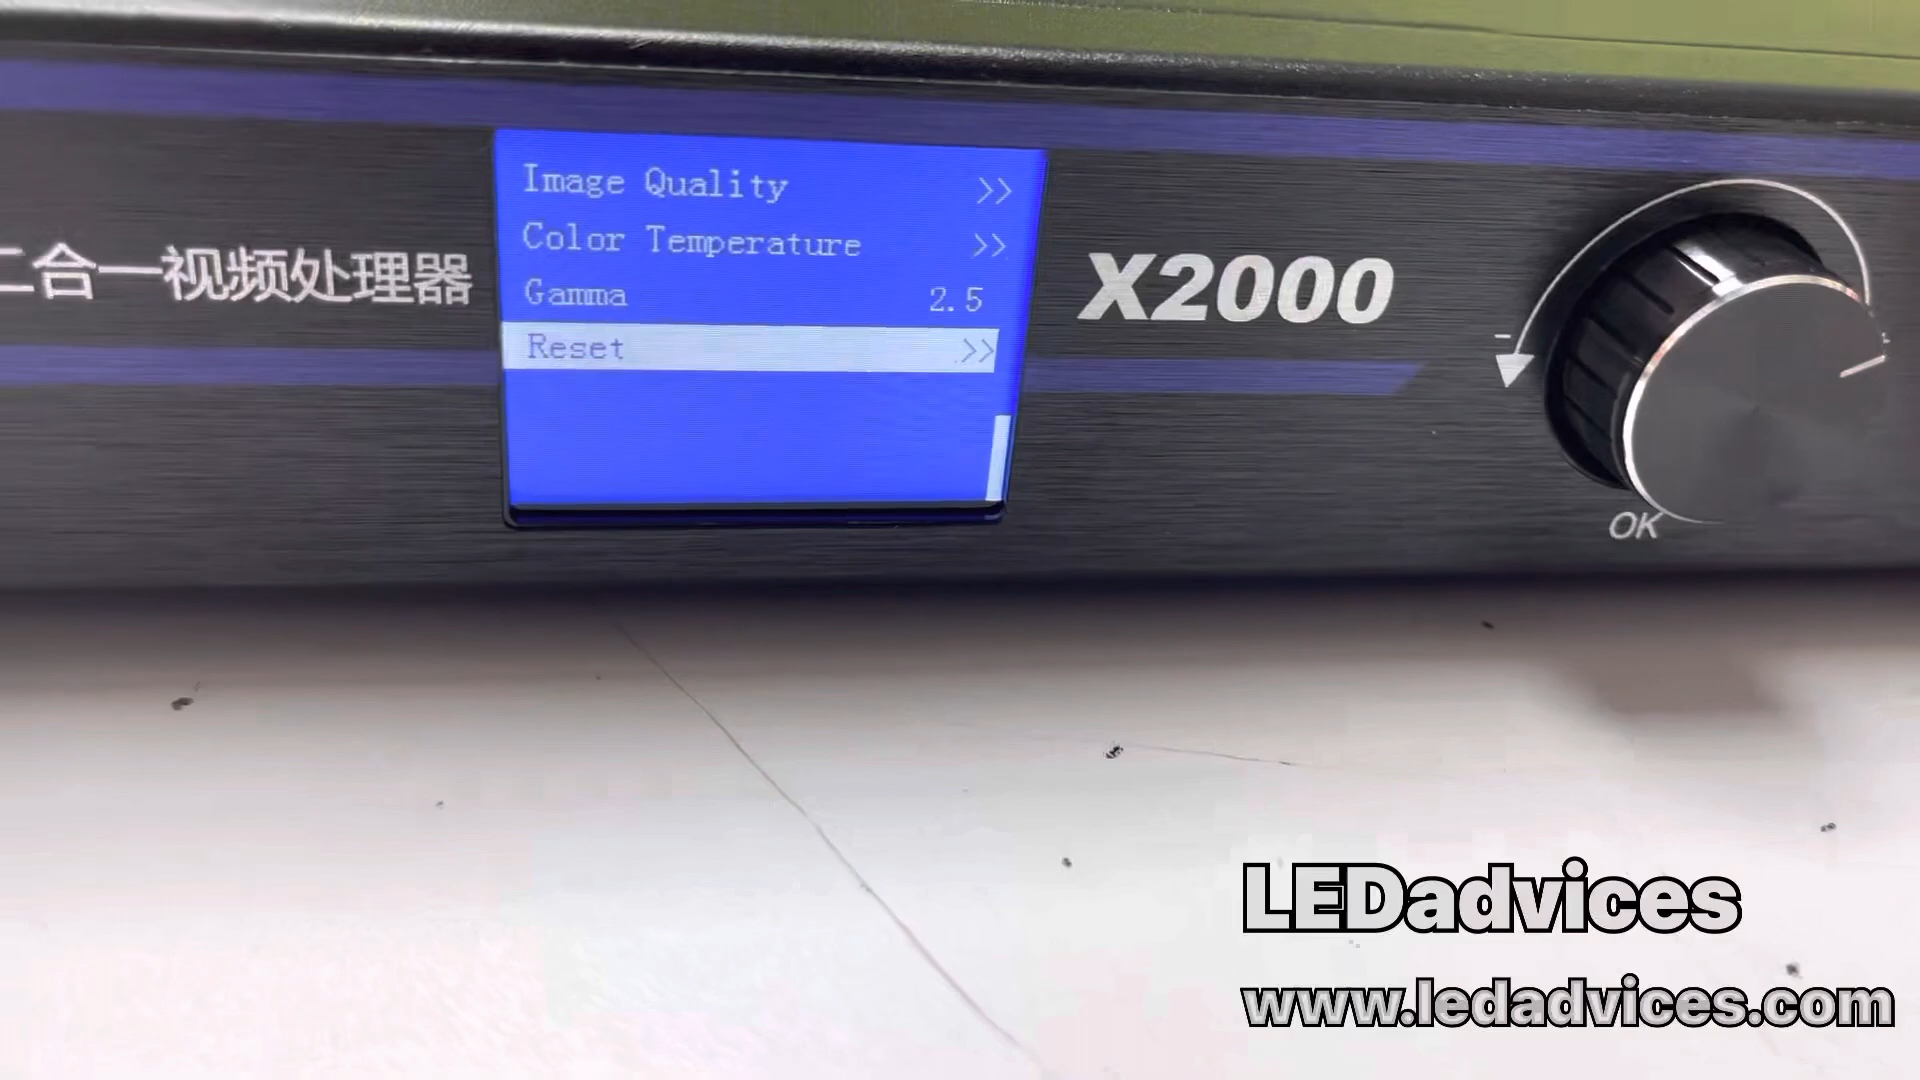 二合一视频处理器
Image Quality >>
Color Temperature >>
Gamma 2.5
Reset >>
X2000
OK
LEDadvices
www.ledadvices.com